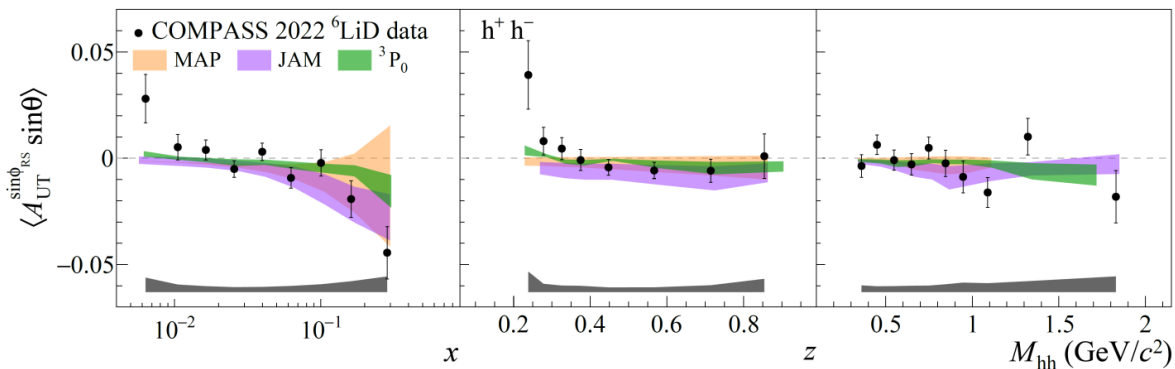 ● COMPASS 2022 ⁶LiD data
MAP JAM ³P₀
h⁺ h⁻
⟨A_UT^{sinϕ_RS} sinθ⟩
0.05
0
−0.05
10⁻² 10⁻¹
x
0.2 0.4 0.6 0.8
z
0.5 1 1.5 2
M_hh (GeV/c²)